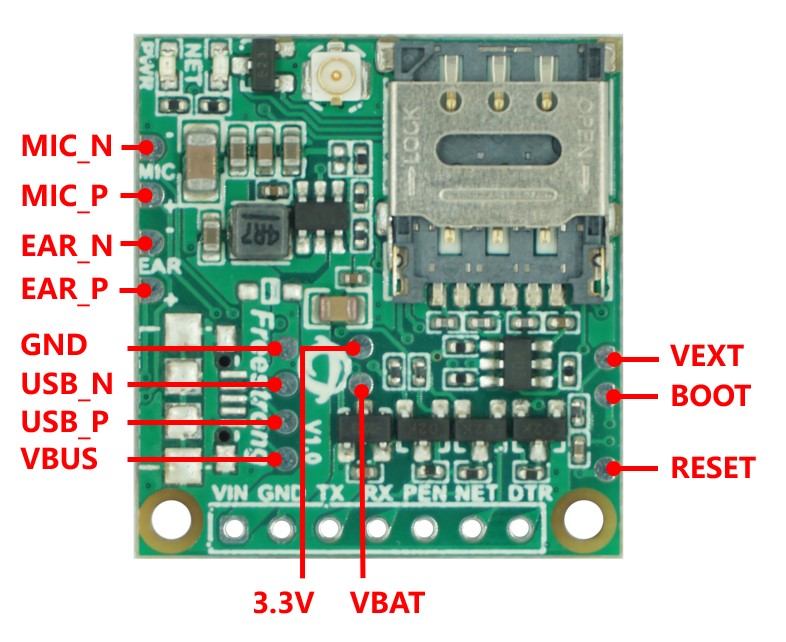 PWR
NET
LOCK
OPEN
MIC_N
MIC
MIC_P
4R7
EAR_N
EAR
EAR_P
Freestrong
V1.0
GND
USB_N
USB_P
VBUS
VEXT
BOOT
RESET
VIN GND TX RX PEN NET DTR
3.3V
VBAT